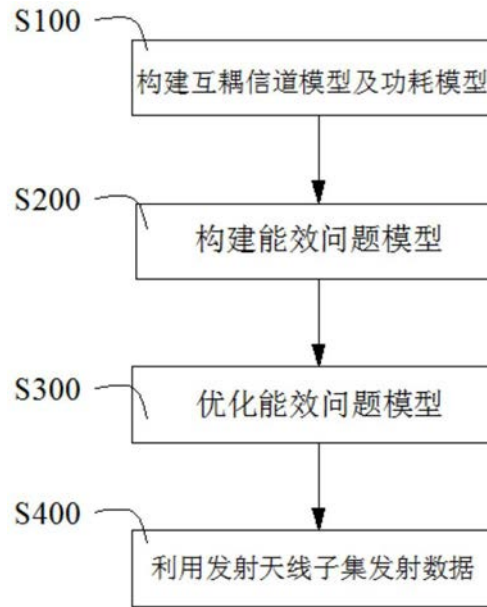 S100
构建互耦信道模型及功耗模型
S200
构建能效问题模型
S300
优化能效问题模型
S400
利用发射天线子集发射数据